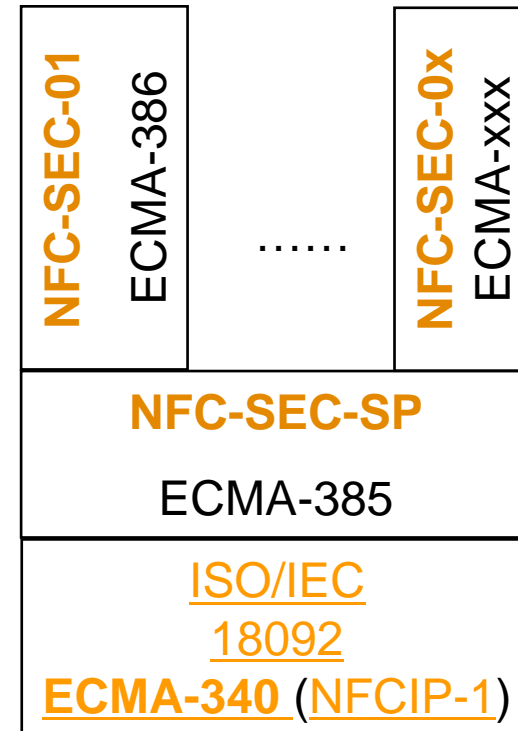 NFC-SEC-01
ECMA-386
……
NFC-SEC-0x
ECMA-xxx
NFC-SEC-SP
ECMA-385
ISO/IEC
18092
ECMA-340 (NFCIP-1)